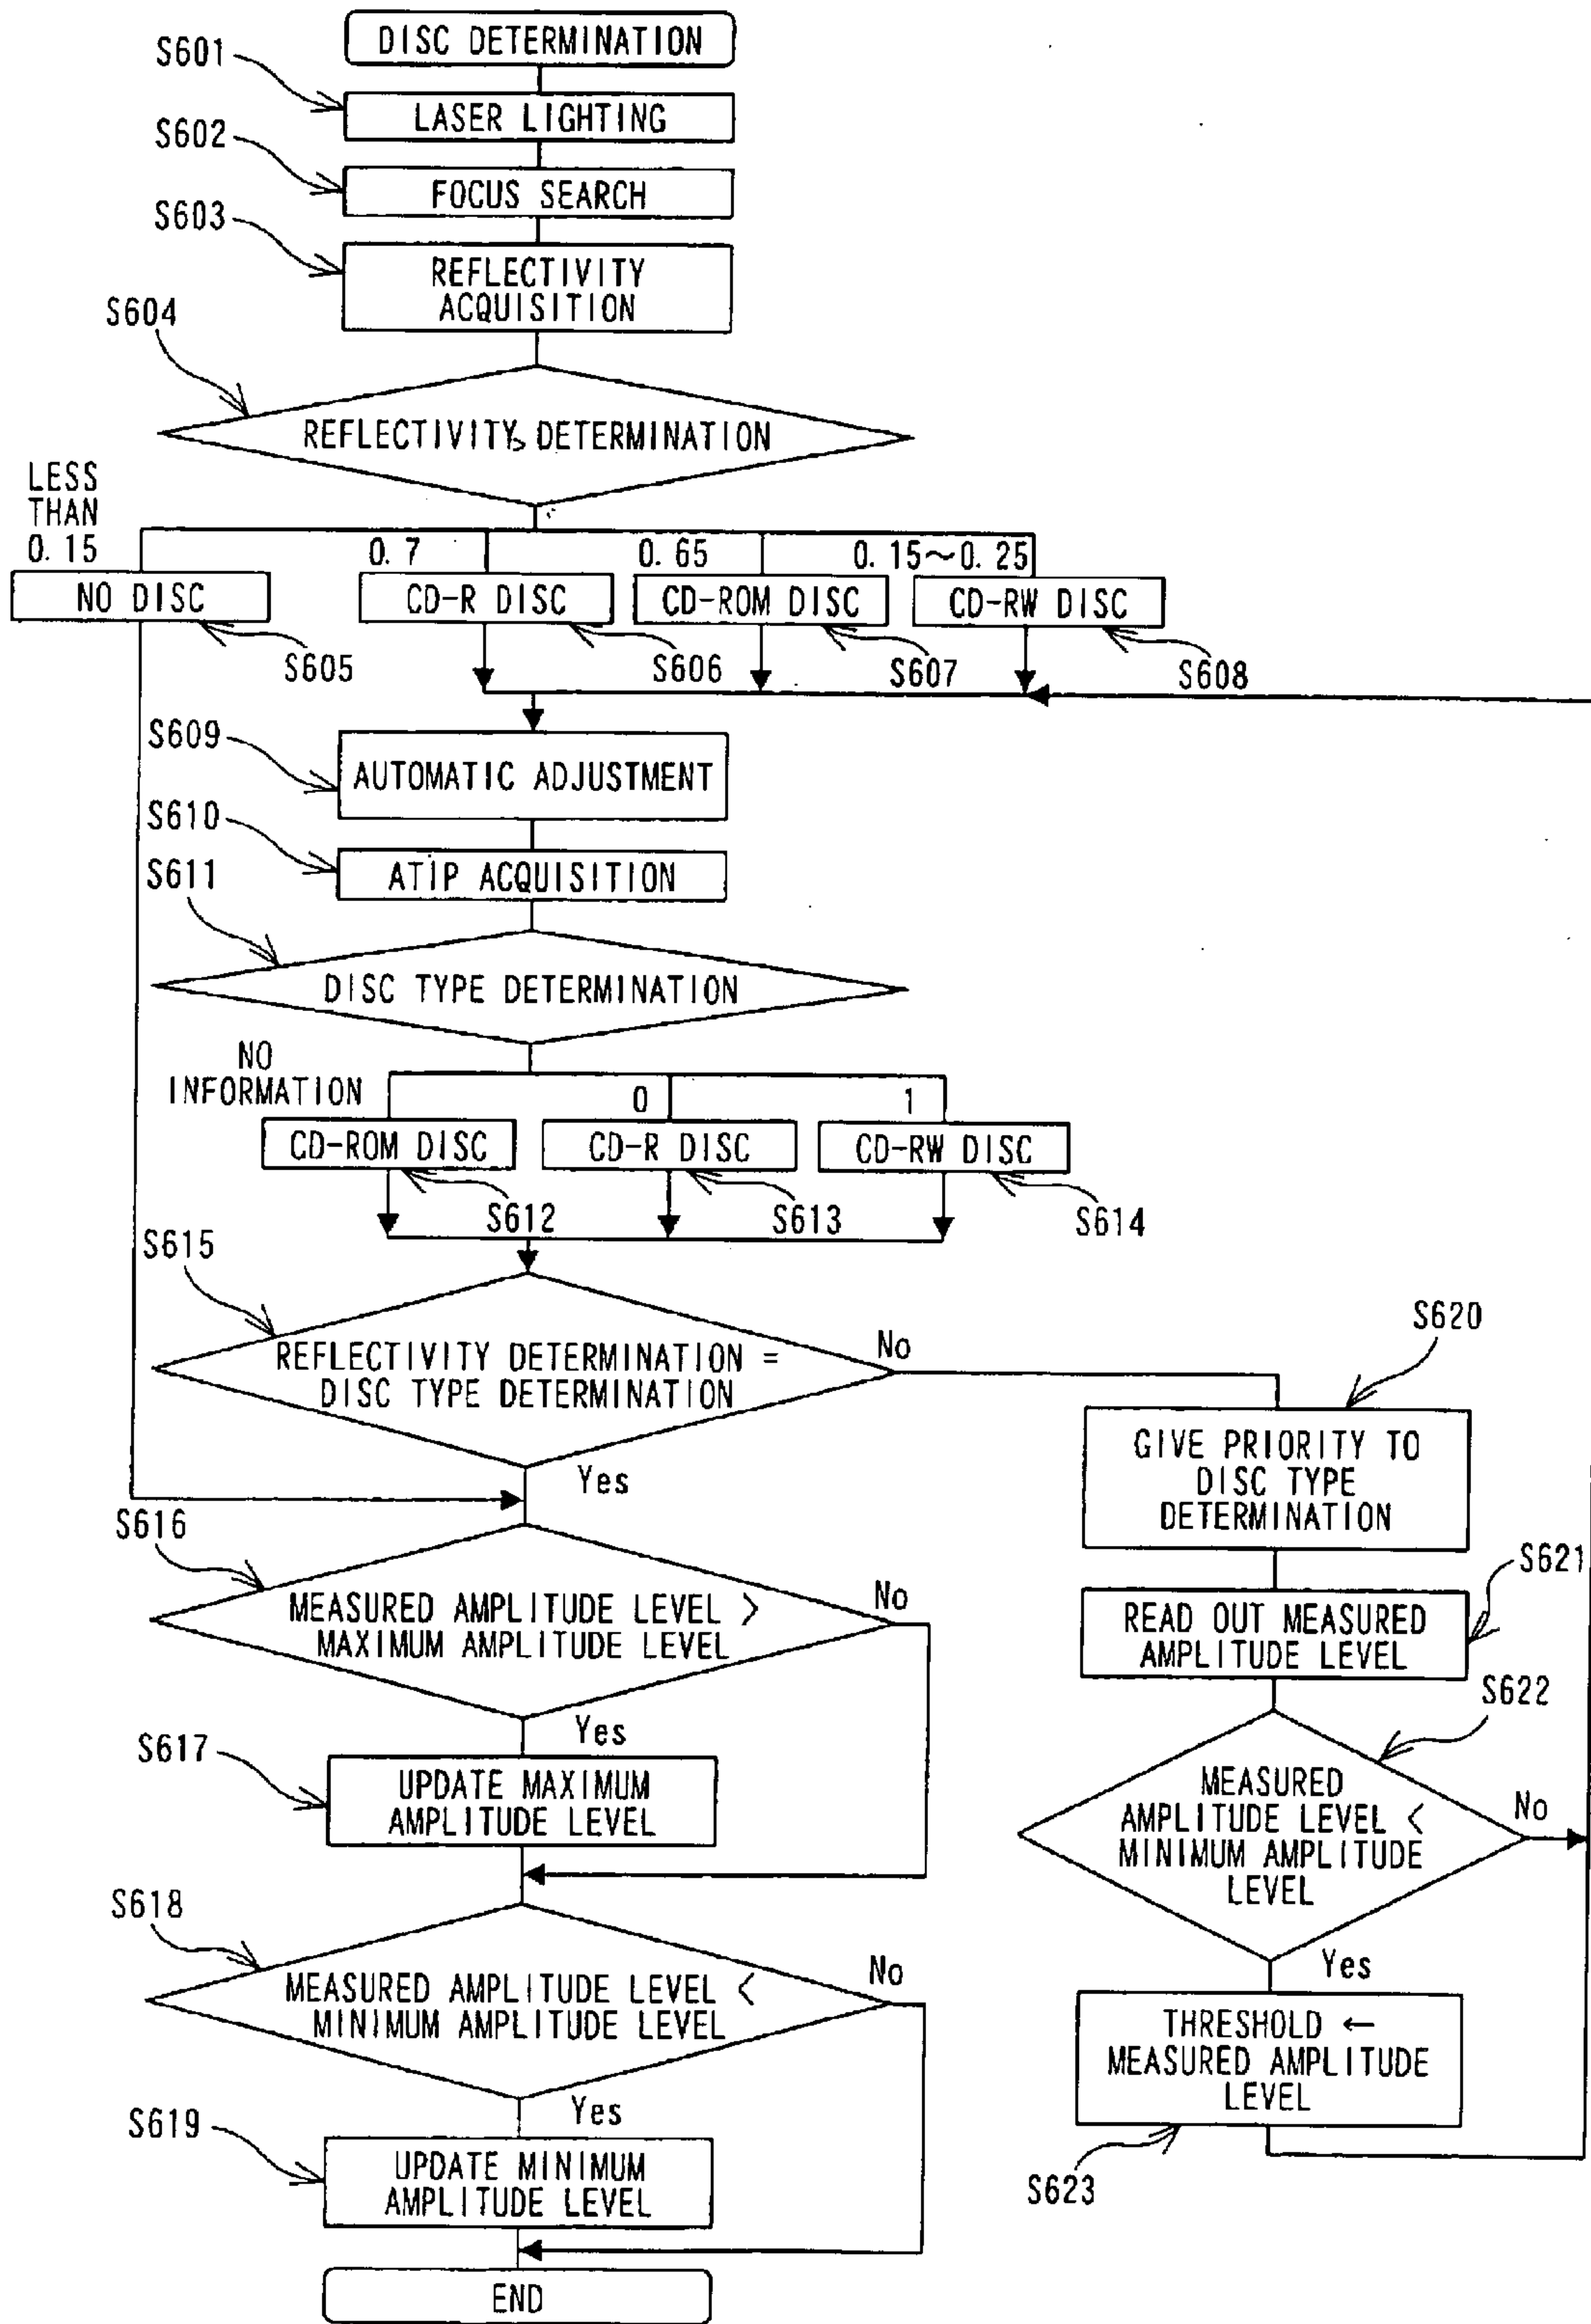 DISC DETERMINATION
S601
LASER LIGHTING
S602
FOCUS SEARCH
S603
REFLECTIVITY
ACQUISITION
S604
REFLECTIVITY DETERMINATION
LESS
THAN
0.15
0.7
0.65
0.15~0.25
NO DISC
CD-R DISC
CD-ROM DISC
CD-RW DISC
S605
S606
S607
S608
S609
AUTOMATIC ADJUSTMENT
S610
ATIP ACQUISITION
S611
DISC TYPE DETERMINATION
NO
INFORMATION
0
1
CD-ROM DISC
CD-R DISC
CD-RW DISC
S612
S613
S614
S615
REFLECTIVITY DETERMINATION =
DISC TYPE DETERMINATION
No
Yes
S620
GIVE PRIORITY TO
DISC TYPE
DETERMINATION
S616
MEASURED AMPLITUDE LEVEL >
MAXIMUM AMPLITUDE LEVEL
No
Yes
S621
READ OUT MEASURED
AMPLITUDE LEVEL
S617
UPDATE MAXIMUM
AMPLITUDE LEVEL
S622
MEASURED
AMPLITUDE LEVEL <
MINIMUM AMPLITUDE
LEVEL
No
Yes
S618
MEASURED AMPLITUDE LEVEL <
MINIMUM AMPLITUDE LEVEL
No
Yes
THRESHOLD ←
MEASURED AMPLITUDE
LEVEL
S623
S619
UPDATE MINIMUM
AMPLITUDE LEVEL
END